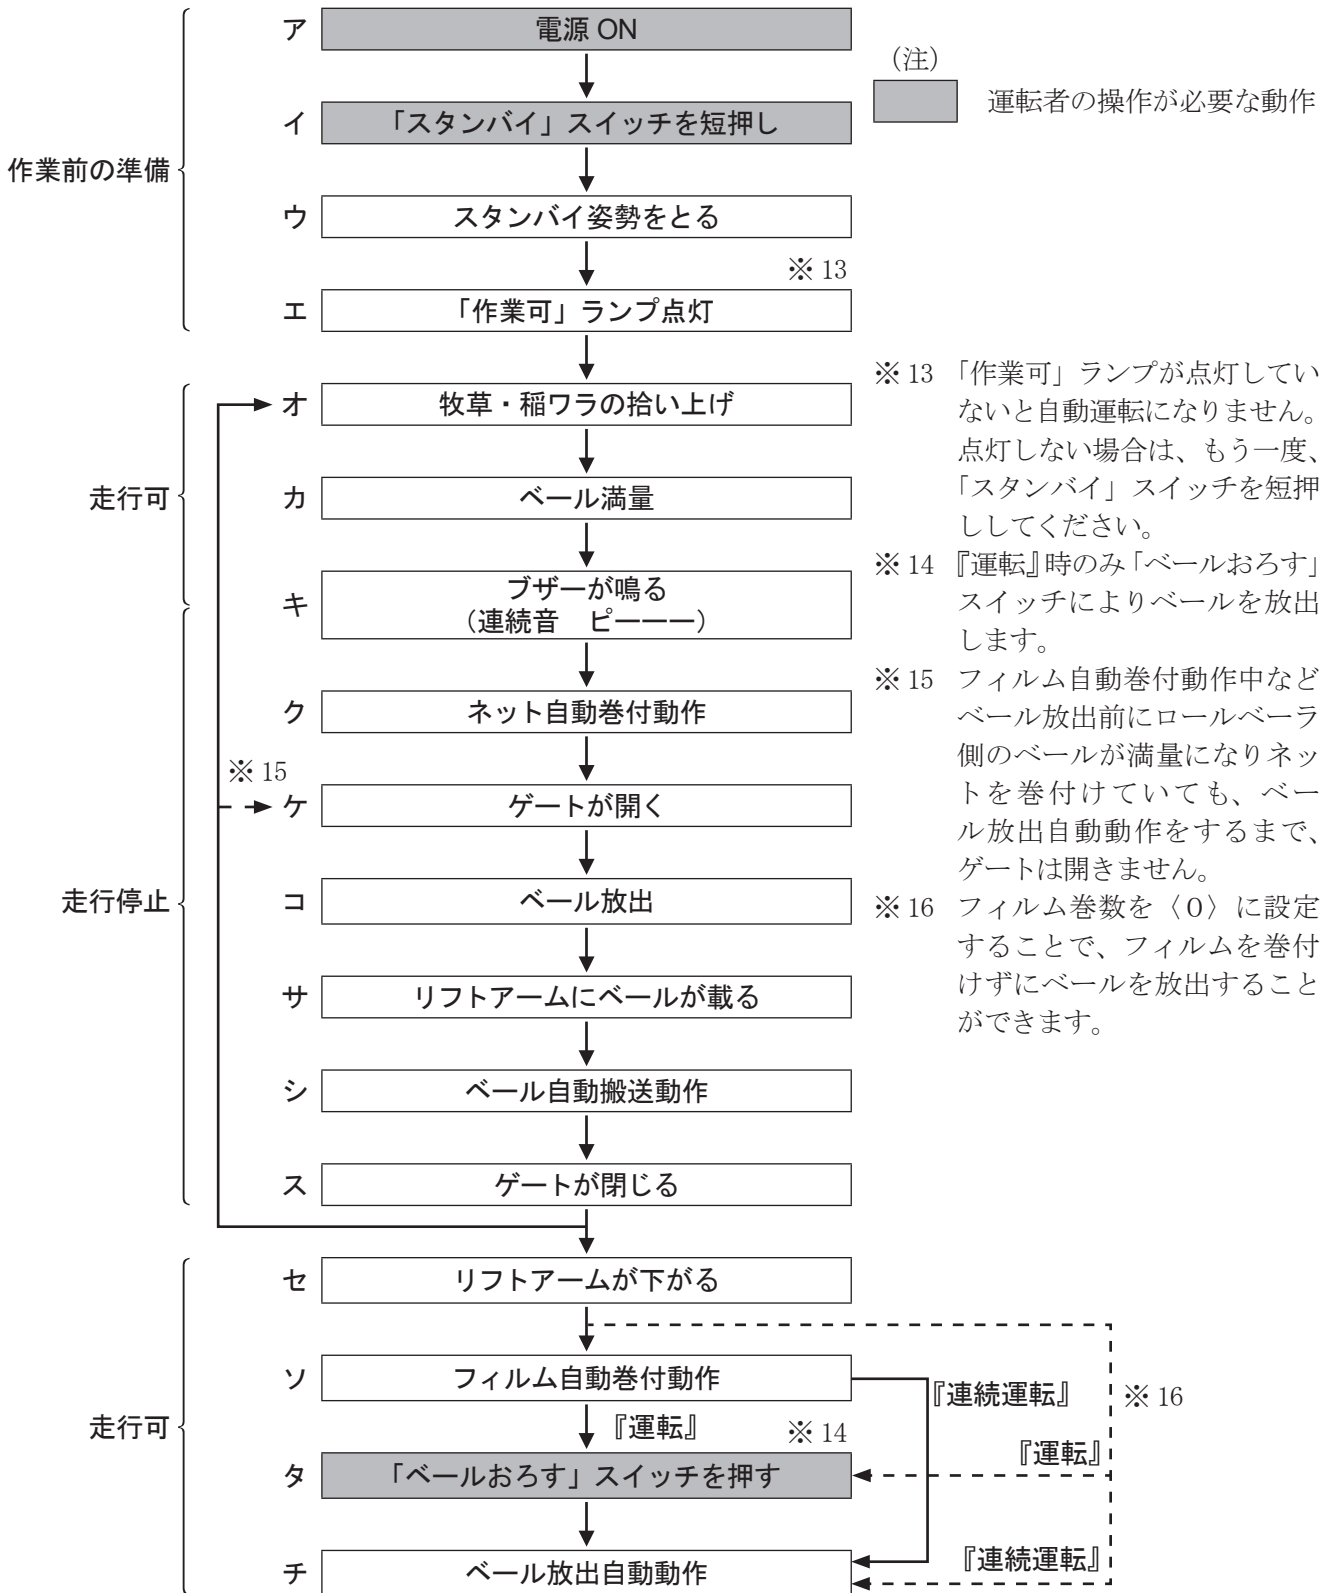 ア 電源 ON
(注)
運転者の操作が必要な動作
イ 「スタンバイ」スイッチを短押し
作業前の準備
ウ スタンバイ姿勢をとる
※ 13
エ 「作業可」ランプ点灯
オ 牧草・稲ワラの拾い上げ
走行可
カ ベール満量
キ ブザーが鳴る
(連続音 ピーーー)
ク ネット自動巻付動作
※ 15
ケ ゲートが開く
走行停止
コ ベール放出
サ リフトアームにベールが載る
シ ベール自動搬送動作
ス ゲートが閉じる
※ 13 「作業可」ランプが点灯してい
ないと自動運転になりません。
点灯しない場合は、もう一度、
「スタンバイ」スイッチを短押
ししてください。
※ 14 『運転』時のみ「ベールおろす」
スイッチによりベールを放出
します。
※ 15 フィルム自動巻付動作中など
ベール放出前にロールベーラ
側のベールが満量になりネッ
トを巻付けていても、ベー
ル放出自動動作をするまで、
ゲートは開きません。
※ 16 フィルム巻数を〈0〉に設定
することで、フィルムを巻付
けずにベールを放出すること
ができます。
セ リフトアームが下がる
ソ フィルム自動巻付動作
『連続運転』 ※ 16
走行可
『運転』 ※ 14
『運転』
タ 「ベールおろす」スイッチを押す
『連続運転』
チ ベール放出自動動作